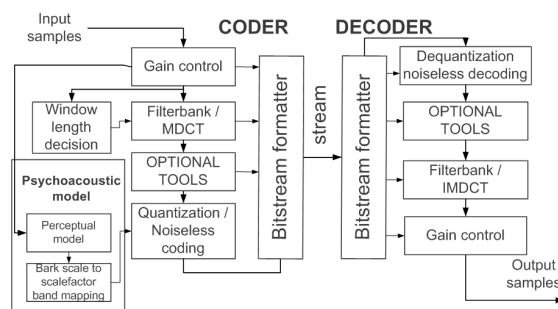 Input
samples
CODER
DECODER
Gain control
Window
length
decision
Filterbank /
MDCT
OPTIONAL
TOOLS
Psychoacoustic
model
Perceptual
model
Bark scale to
scalefactor
band mapping
Quantization /
Noiseless
coding
Bitstream formatter
stream
Bitstream formatter
Dequantization
noiseless decoding
OPTIONAL
TOOLS
Filterbank /
IMDCT
Gain control
Output
samples